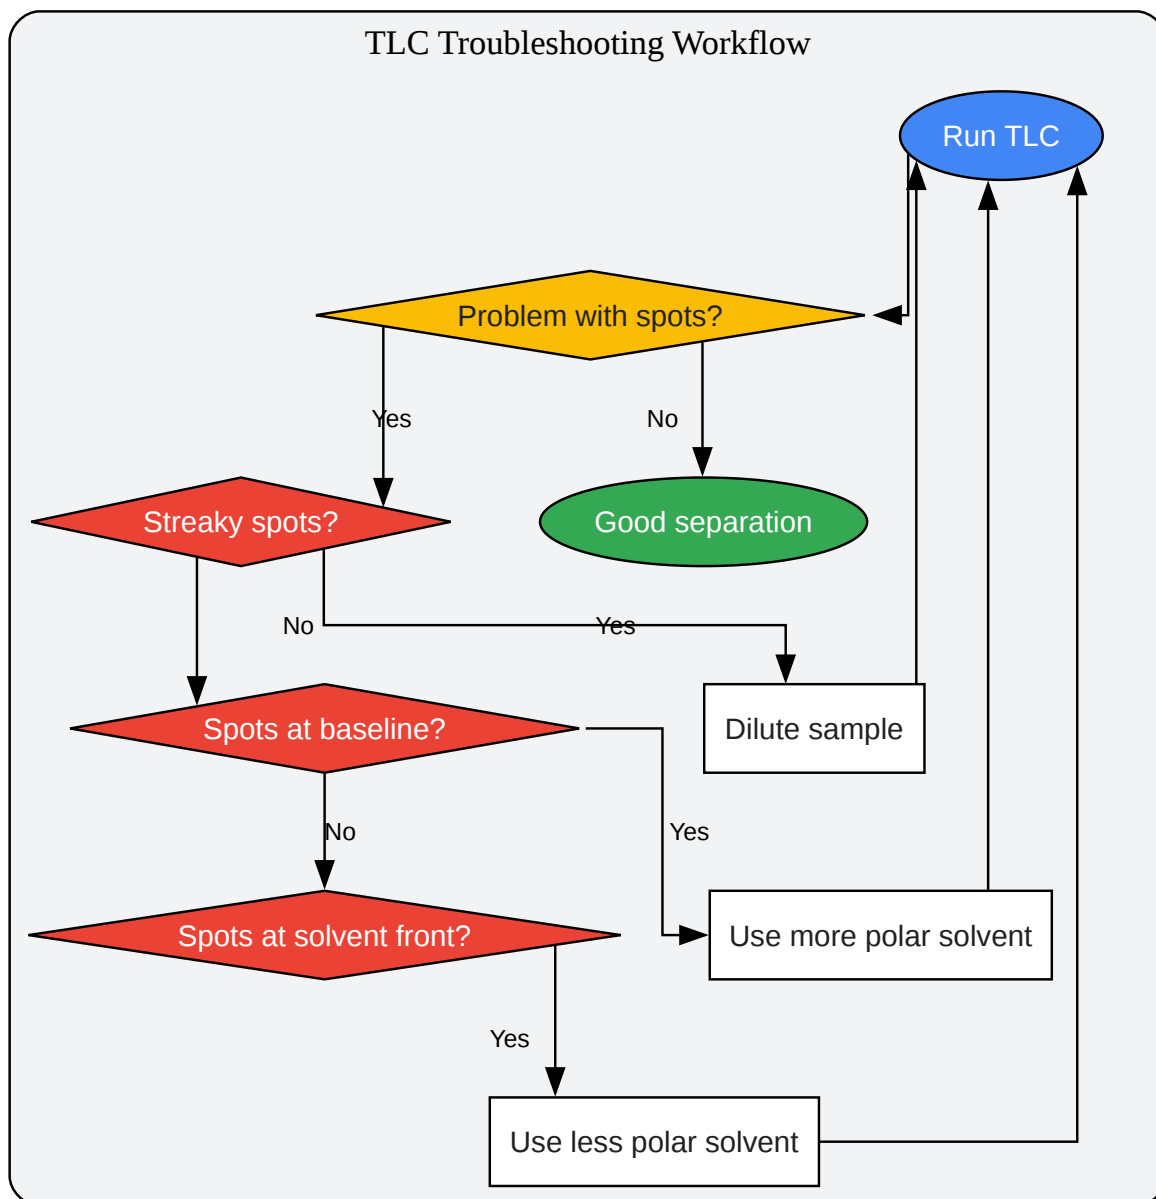 TLC Troubleshooting Workflow
Run TLC
Problem with spots?
Yes
No
Streaky spots?
Good separation
No
Yes
Spots at baseline?
Dilute sample
No
Yes
Spots at solvent front?
Use more polar solvent
Yes
Use less polar solvent